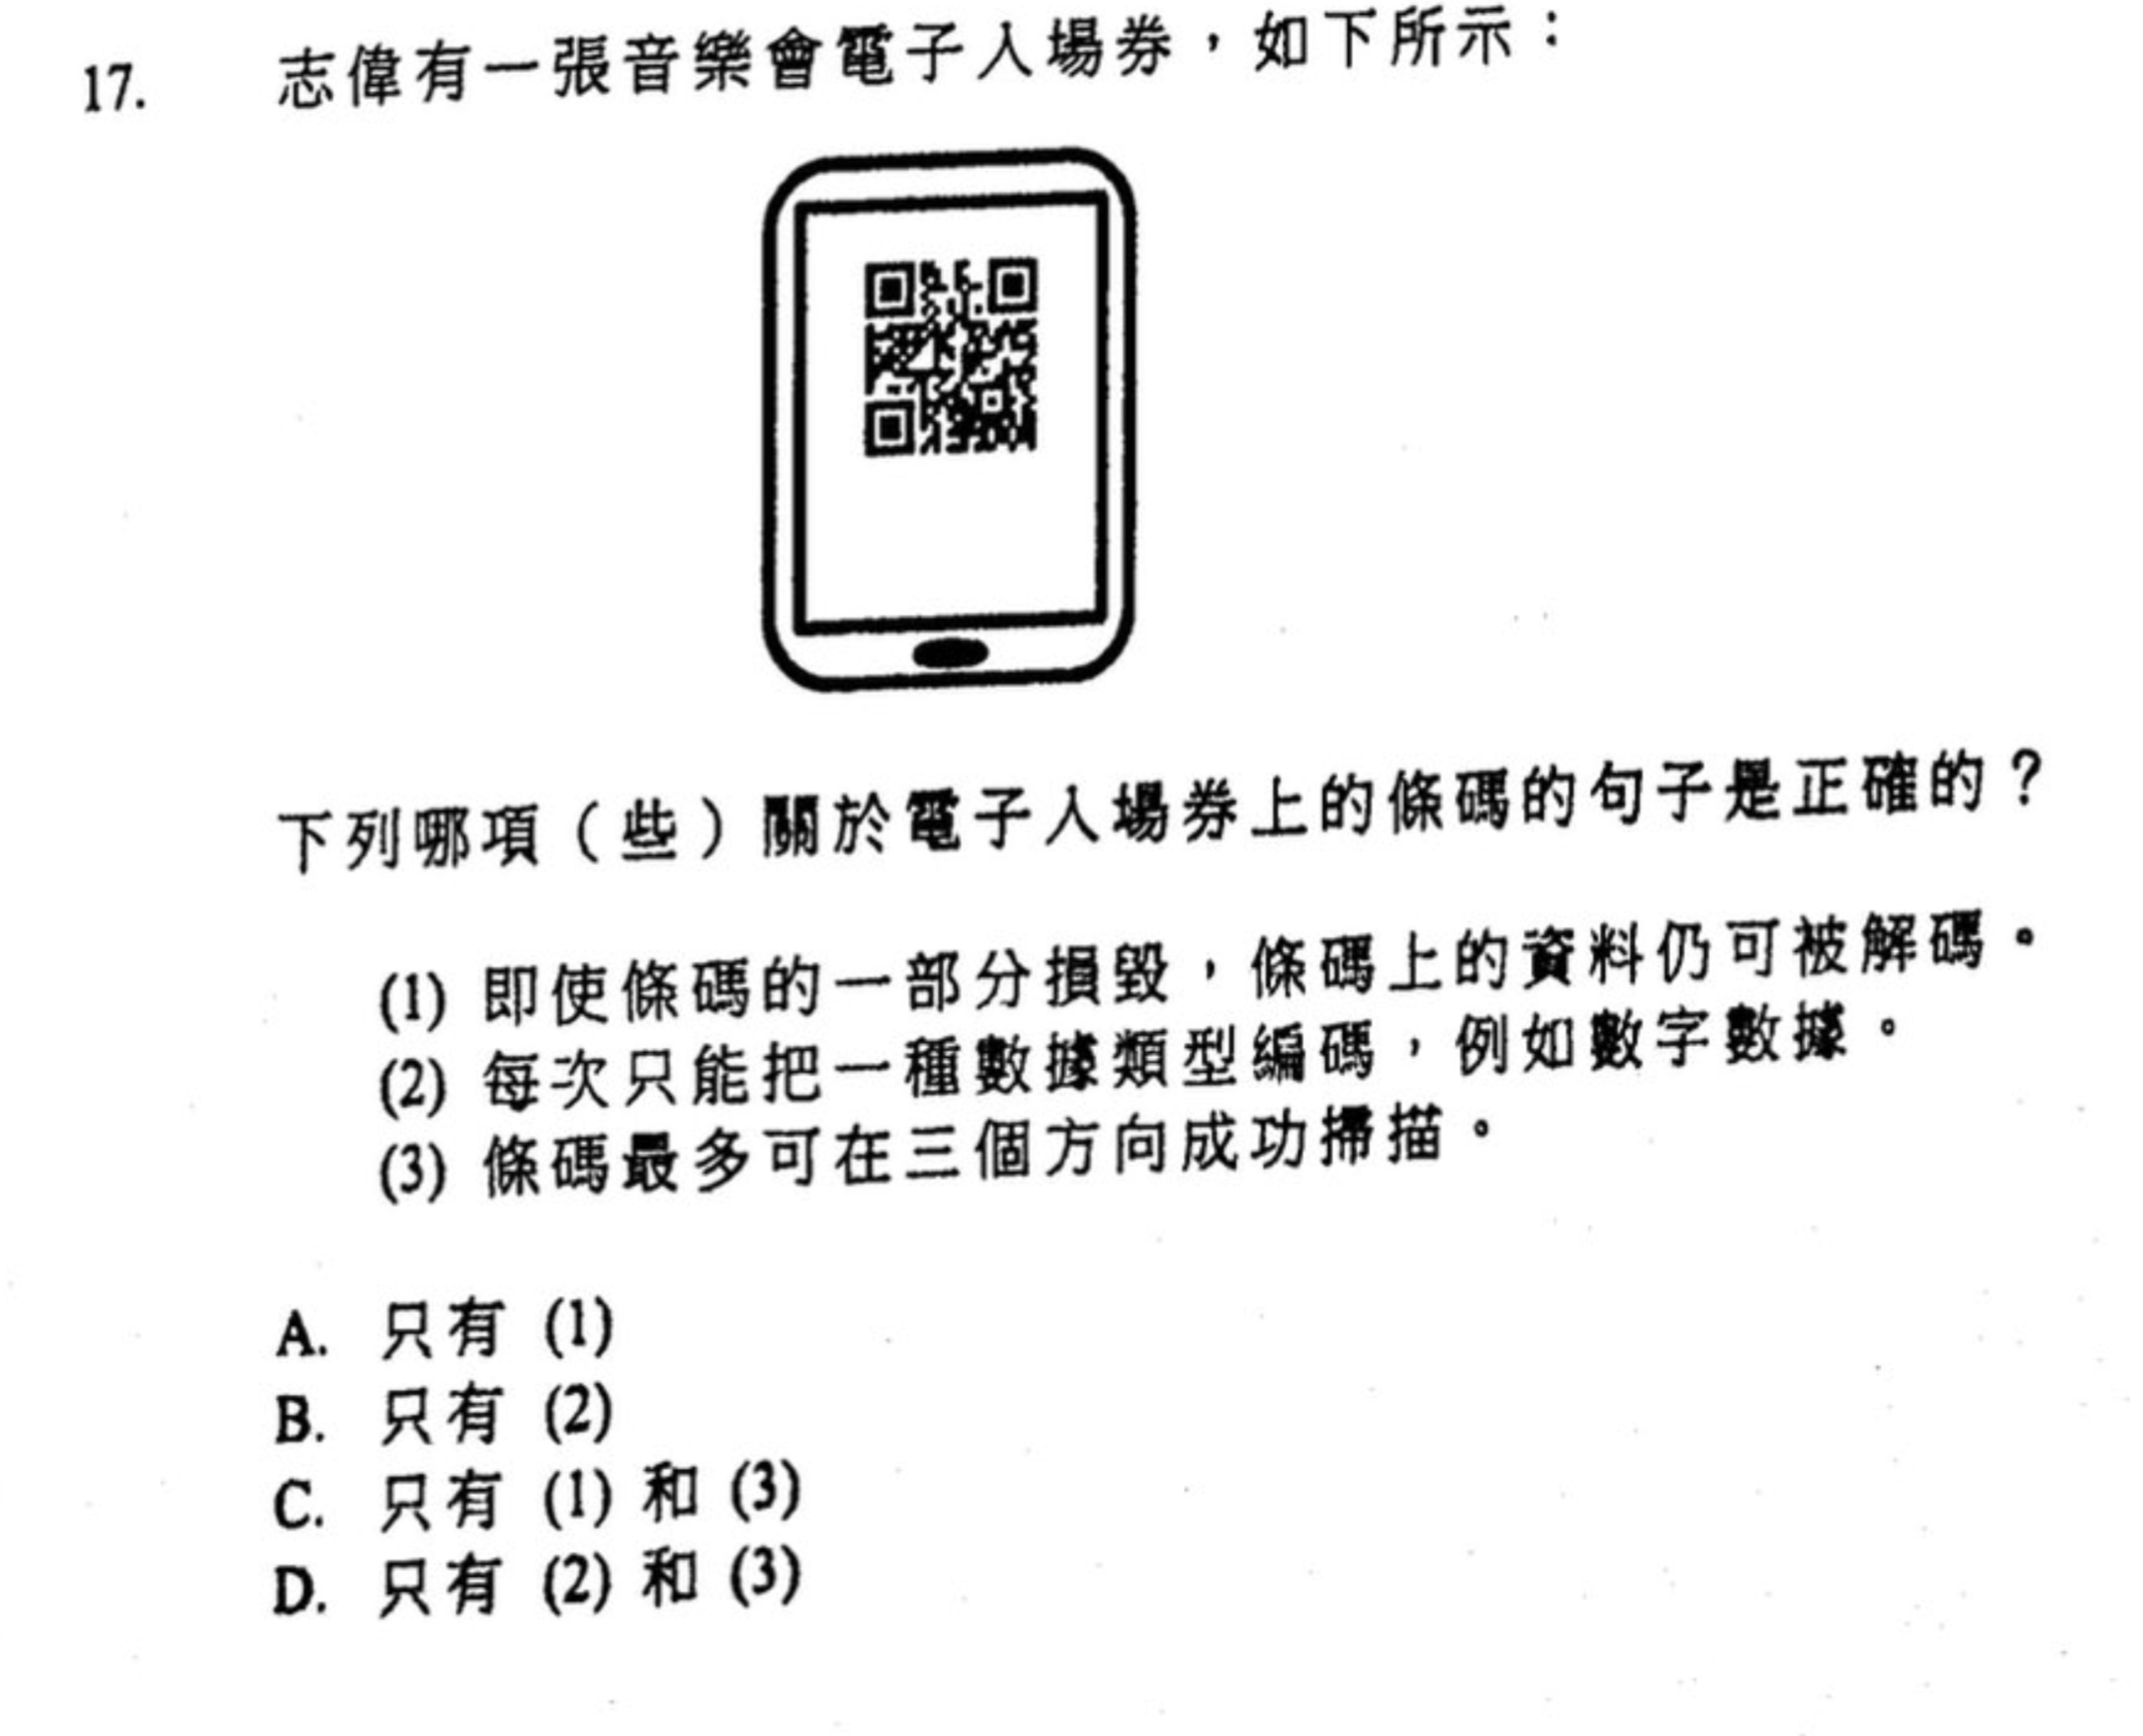 17. 志偉有一張音樂會電子入場券，如下所示：
下列哪項（些）關於電子入場券上的條碼的句子是正確的？
(1) 即使條碼的一部分損毀，條碼上的資料仍可被解碼。
(2) 每次只能把一種數據類型編碼，例如數字數據。
(3) 條碼最多可在三個方向成功掃描。
A. 只有 (1)
B. 只有 (2)
C. 只有 (1) 和 (3)
D. 只有 (2) 和 (3)